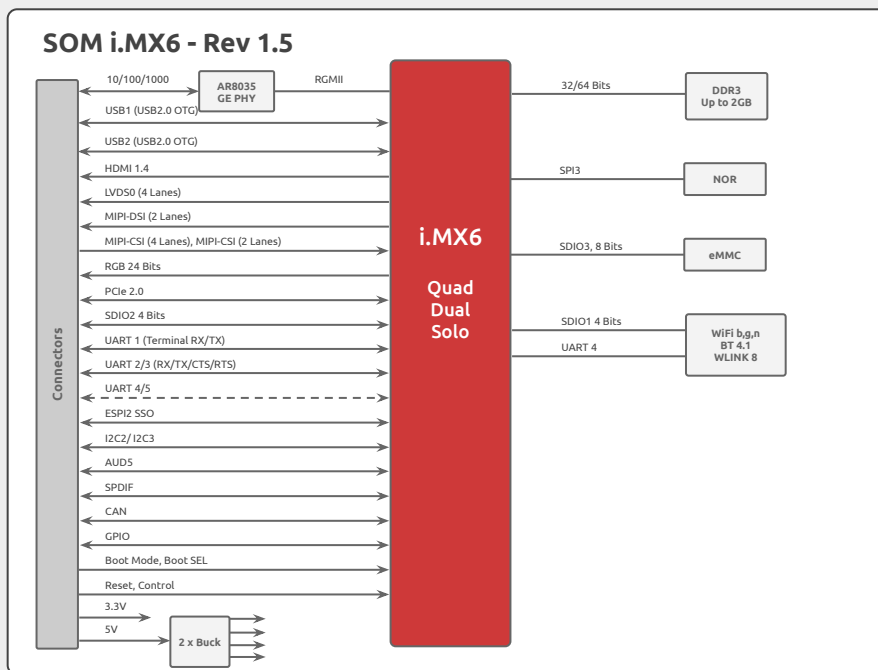 SOM i.MX6 - Rev 1.5
Connectors
10/100/1000
AR8035
GE PHY
RGMII
USB1 (USB2.0 OTG)
USB2 (USB2.0 OTG)
HDMI 1.4
LVDS0 (4 Lanes)
MIPI-DSI (2 Lanes)
MIPI-CSI (4 Lanes), MIPI-CSI (2 Lanes)
RGB 24 Bits
PCIe 2.0
SDIO2 4 Bits
UART 1 (Terminal RX/TX)
UART 2/3 (RX/TX/CTS/RTS)
UART 4/5
ESPI2 SSO
I2C2/ I2C3
AUD5
SPDIF
CAN
GPIO
Boot Mode, Boot SEL
Reset, Control
3.3V
5V
2 x Buck
i.MX6
Quad
Dual
Solo
32/64 Bits
DDR3
Up to 2GB
SPI3
NOR
SDIO3, 8 Bits
eMMC
SDIO1 4 Bits
UART 4
WiFi b,g,n
BT 4.1
WLINK 8